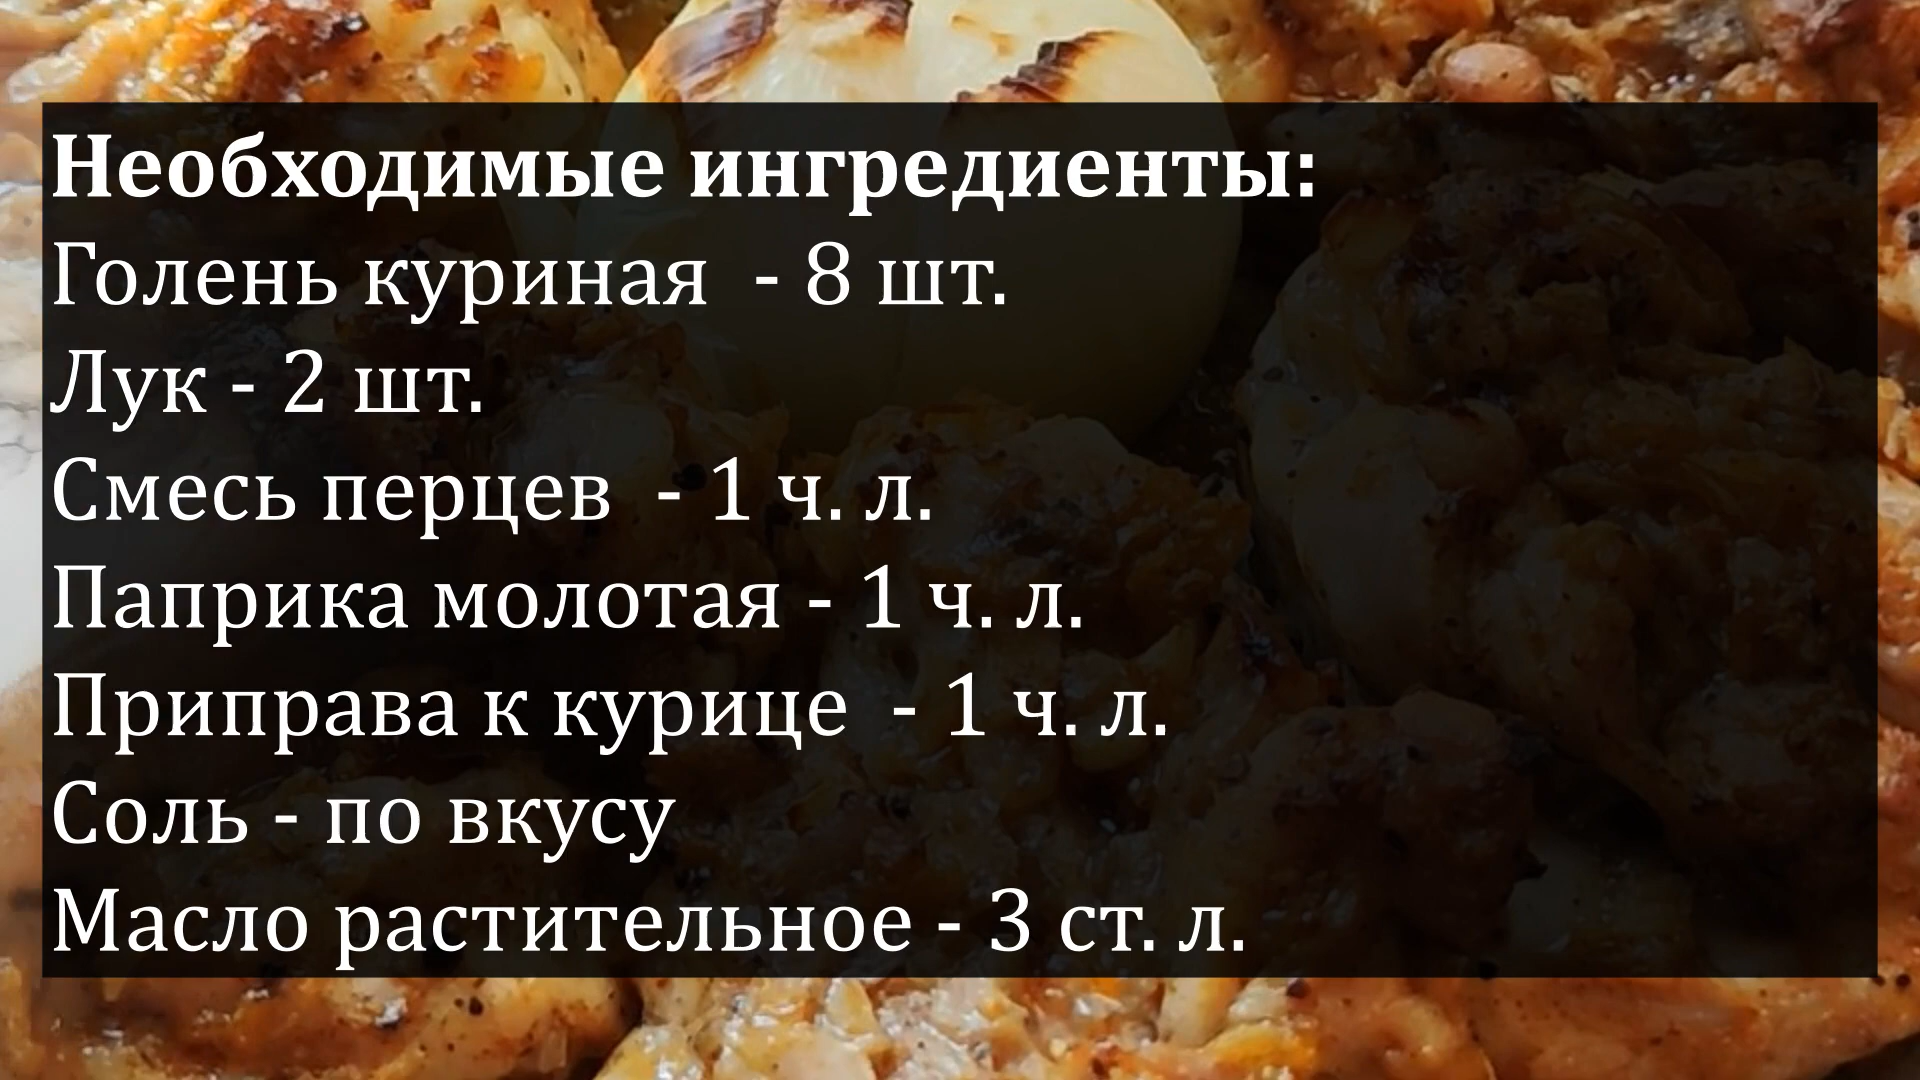 Необходимые ингредиенты:
Голень куриная  - 8 шт.
Лук - 2 шт.
Смесь перцев  - 1 ч. л.
Паприка молотая - 1 ч. л.
Приправа к курице  - 1 ч. л.
Соль - по вкусу
Масло растительное - 3 ст. л.